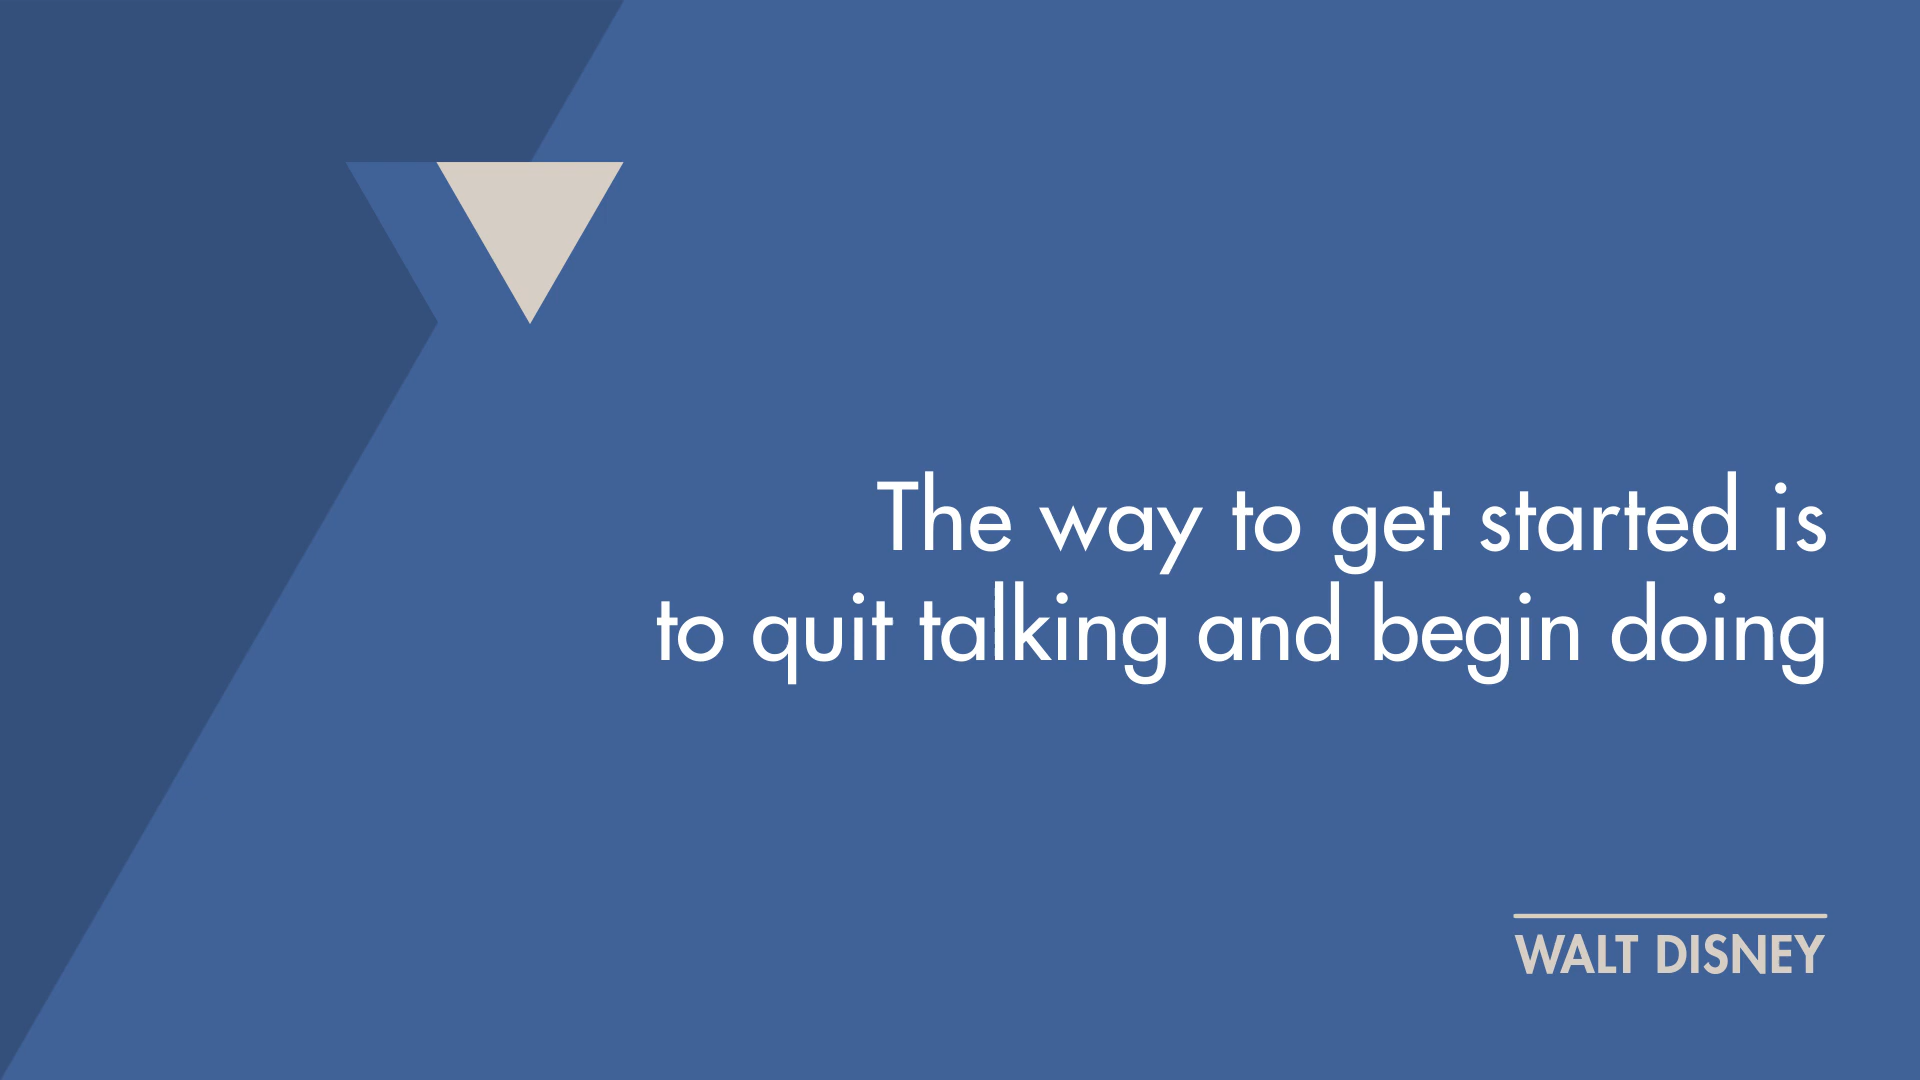 The way to get started is
to quit talking and begin doing
WALT DISNEY